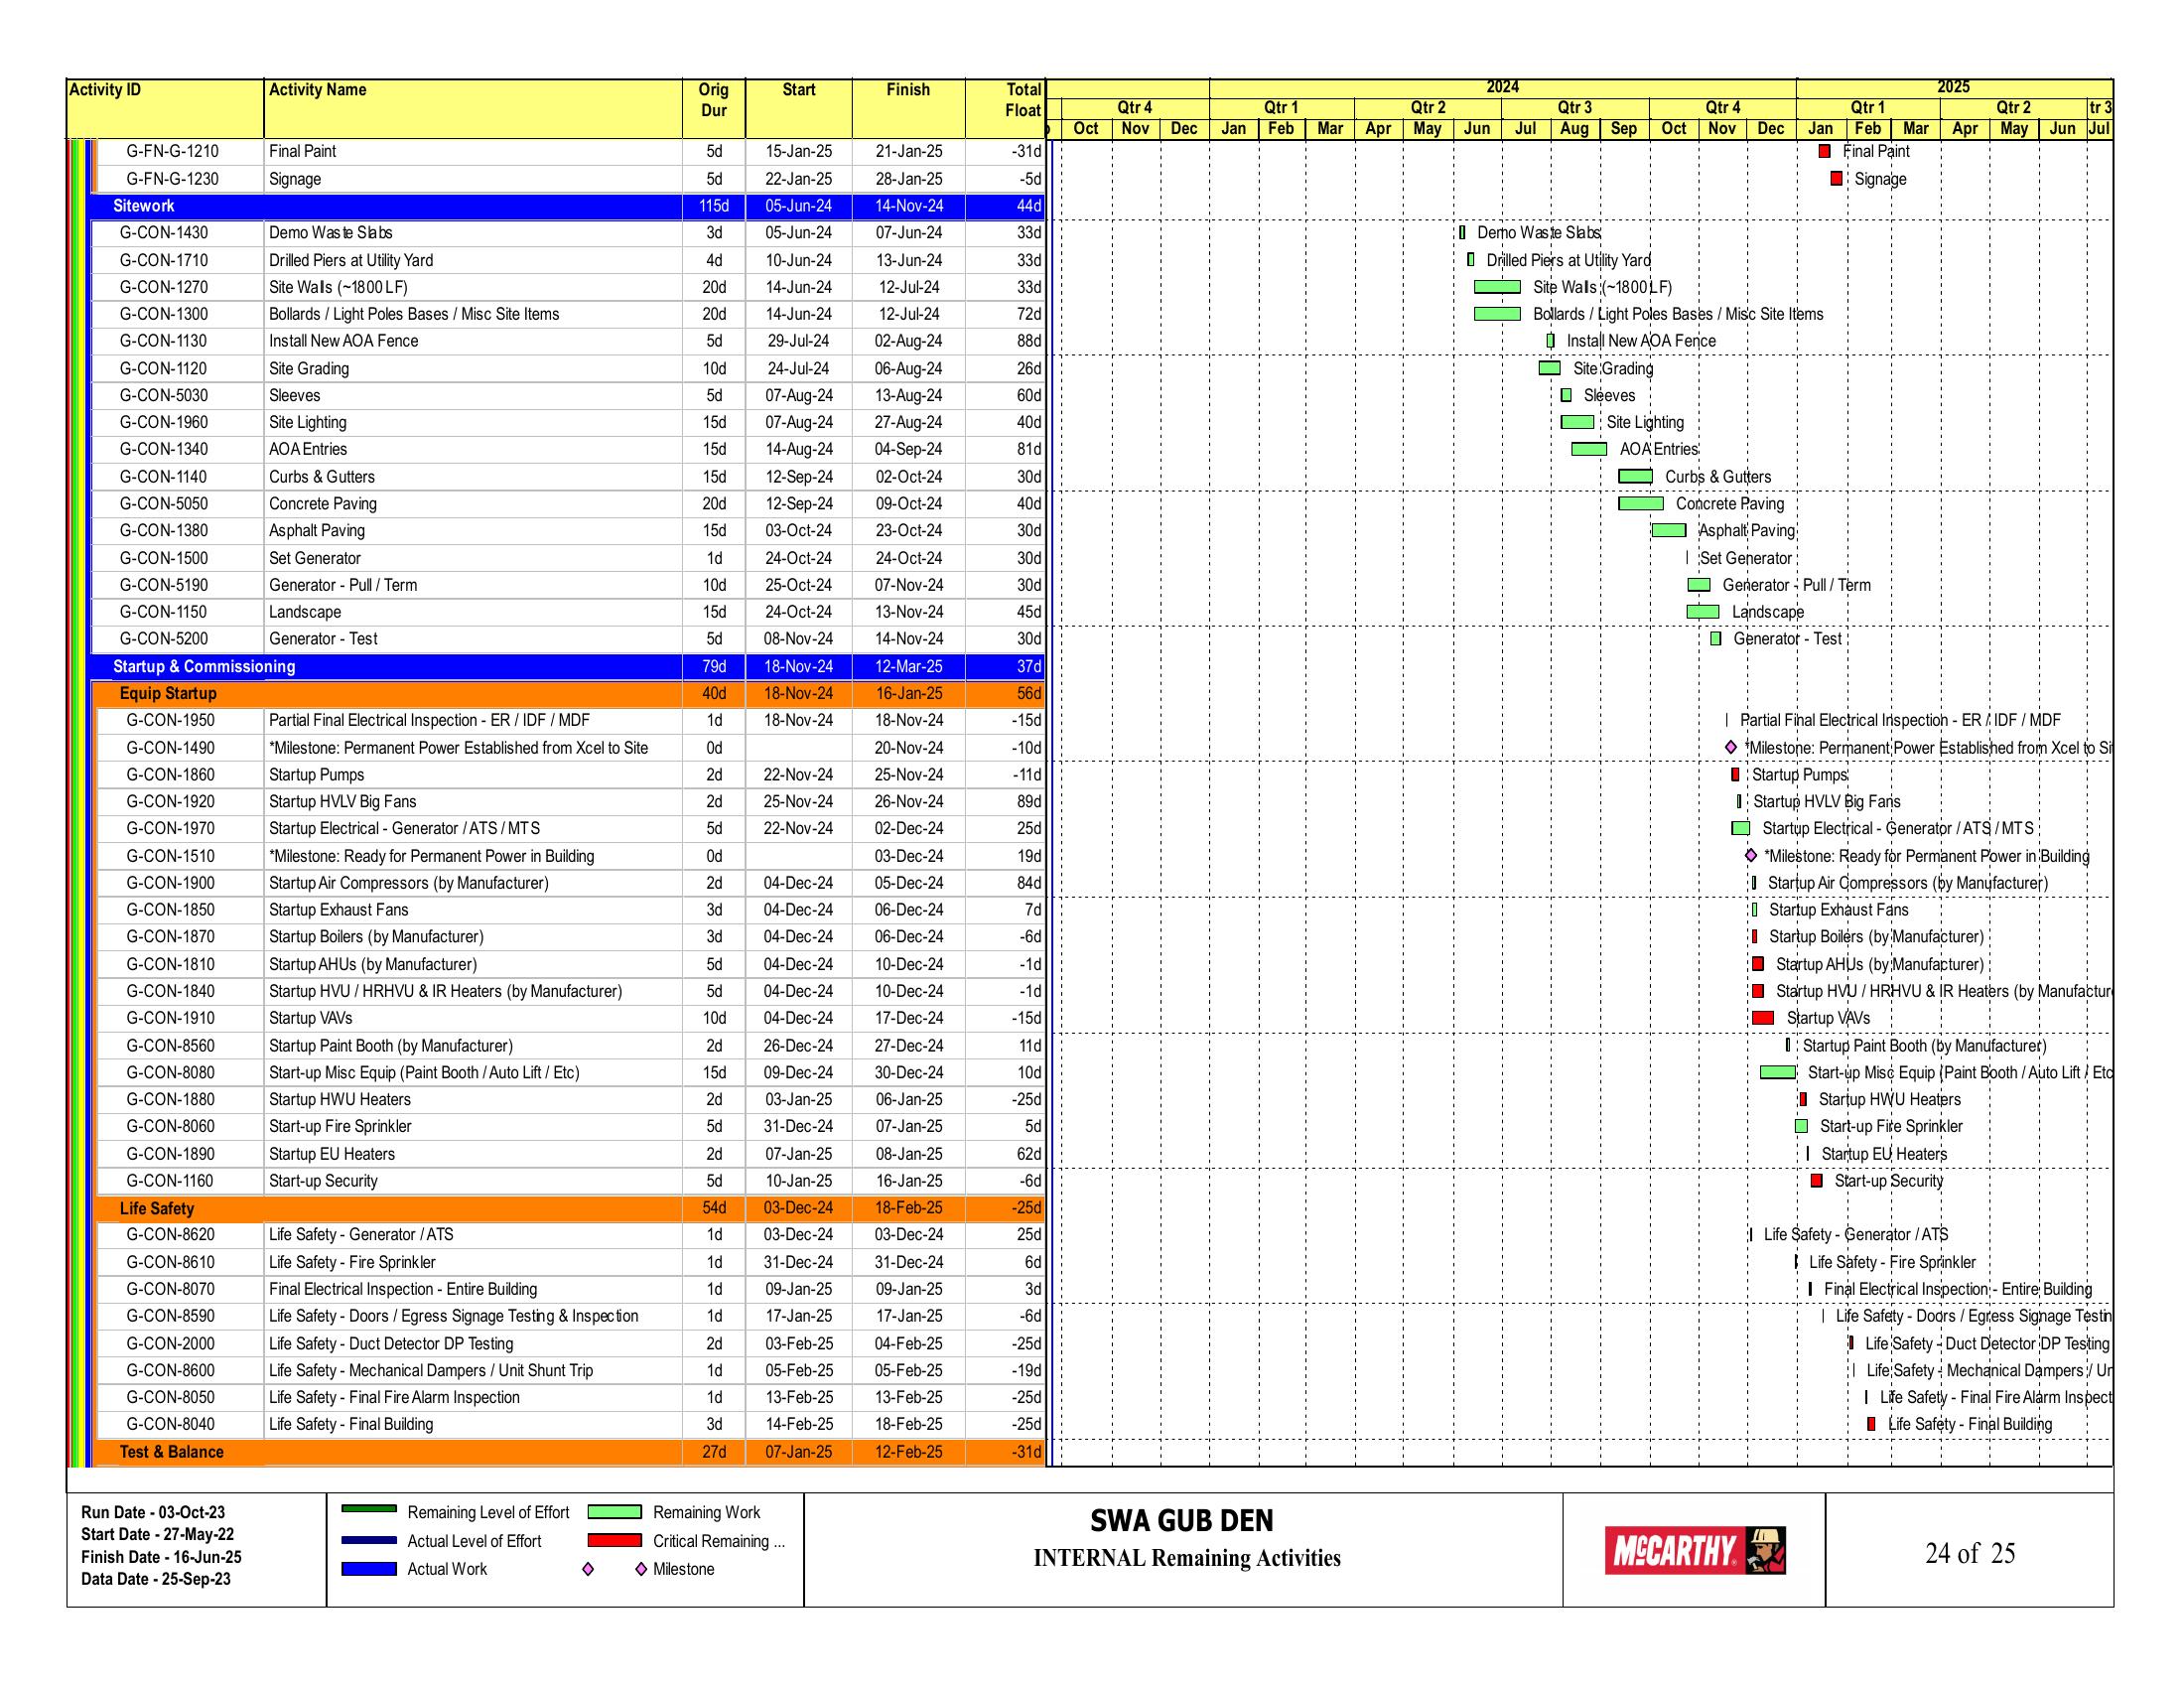 Activity ID Activity Name Orig Dur Start Finish Total Float
2024 2025
Qtr 4 Qtr 1 Qtr 2 Qtr 3 Qtr 4 Qtr 1 Qtr 2 tr 3
Oct Nov Dec Jan Feb Mar Apr May Jun Jul Aug Sep Oct Nov Dec Jan Feb Mar Apr May Jun Jul
G-FN-G-1210 Final Paint 5d 15-Jan-25 21-Jan-25 -31d Final Paint
G-FN-G-1230 Signage 5d 22-Jan-25 28-Jan-25 -5d Signage
Sitework 115d 05-Jun-24 14-Nov-24 44d
G-CON-1430 Demo Waste Slabs 3d 05-Jun-24 07-Jun-24 33d Demo Waste Slabs
G-CON-1710 Drilled Piers at Utility Yard 4d 10-Jun-24 13-Jun-24 33d Drilled Piers at Utility Yard
G-CON-1270 Site Walls (~1800 LF) 20d 14-Jun-24 12-Jul-24 33d Site Walls (~1800 LF)
G-CON-1300 Bollards / Light Poles Bases / Misc Site Items 20d 14-Jun-24 12-Jul-24 72d Bollards / Light Poles Bases / Misc Site Items
G-CON-1130 Install New AOA Fence 5d 29-Jul-24 02-Aug-24 88d Install New AOA Fence
G-CON-1120 Site Grading 10d 24-Jul-24 06-Aug-24 26d Site Grading
G-CON-5030 Sleeves 5d 07-Aug-24 13-Aug-24 60d Sleeves
G-CON-1960 Site Lighting 15d 07-Aug-24 27-Aug-24 40d Site Lighting
G-CON-1340 AOA Entries 15d 14-Aug-24 04-Sep-24 81d AOA Entries
G-CON-1140 Curbs & Gutters 15d 12-Sep-24 02-Oct-24 30d Curbs & Gutters
G-CON-5050 Concrete Paving 20d 12-Sep-24 09-Oct-24 40d Concrete Paving
G-CON-1380 Asphalt Paving 15d 03-Oct-24 23-Oct-24 30d Asphalt Paving
G-CON-1500 Set Generator 1d 24-Oct-24 24-Oct-24 30d Set Generator
G-CON-5190 Generator - Pull / Term 10d 25-Oct-24 07-Nov-24 30d Generator - Pull / Term
G-CON-1150 Landscape 15d 24-Oct-24 13-Nov-24 45d Landscape
G-CON-5200 Generator - Test 5d 08-Nov-24 14-Nov-24 30d Generator - Test
Startup & Commissioning 79d 18-Nov-24 12-Mar-25 37d
Equip Startup 40d 18-Nov-24 16-Jan-25 56d
G-CON-1950 Partial Final Electrical Inspection - ER / IDF / MDF 1d 18-Nov-24 18-Nov-24 -15d Partial Final Electrical Inspection - ER / IDF / MDF
G-CON-1490 *Milestone: Permanent Power Established from Xcel to Site 0d 20-Nov-24 -10d *Milestone: Permanent Power Established from Xcel to Si
G-CON-1860 Startup Pumps 2d 22-Nov-24 25-Nov-24 -11d Startup Pumps
G-CON-1920 Startup HVLV Big Fans 2d 25-Nov-24 26-Nov-24 89d Startup HVLV Big Fans
G-CON-1970 Startup Electrical - Generator / ATS / MTS 5d 22-Nov-24 02-Dec-24 25d Startup Electrical - Generator / ATS / MTS
G-CON-1510 *Milestone: Ready for Permanent Power in Building 0d 03-Dec-24 19d *Milestone: Ready for Permanent Power in Building
G-CON-1900 Startup Air Compressors (by Manufacturer) 2d 04-Dec-24 05-Dec-24 84d Startup Air Compressors (by Manufacturer)
G-CON-1850 Startup Exhaust Fans 3d 04-Dec-24 06-Dec-24 7d Startup Exhaust Fans
G-CON-1870 Startup Boilers (by Manufacturer) 3d 04-Dec-24 06-Dec-24 -6d Startup Boilers (by Manufacturer)
G-CON-1810 Startup AHUs (by Manufacturer) 5d 04-Dec-24 10-Dec-24 -1d Startup AHUs (by Manufacturer)
G-CON-1840 Startup HVU / HRHVU & IR Heaters (by Manufacturer) 5d 04-Dec-24 10-Dec-24 -1d Startup HVU / HRHVU & IR Heaters (by Manufacture
G-CON-1910 Startup VAVs 10d 04-Dec-24 17-Dec-24 -15d Startup VAVs
G-CON-8560 Startup Paint Booth (by Manufacturer) 2d 26-Dec-24 27-Dec-24 11d Startup Paint Booth (by Manufacturer)
G-CON-8080 Start-up Misc Equip (Paint Booth / Auto Lift / Etc) 15d 09-Dec-24 30-Dec-24 10d Start-up Misc Equip (Paint Booth / Auto Lift / Etc
G-CON-1880 Startup HWU Heaters 2d 03-Jan-25 06-Jan-25 -25d Startup HWU Heaters
G-CON-8060 Start-up Fire Sprinkler 5d 31-Dec-24 07-Jan-25 5d Start-up Fire Sprinkler
G-CON-1890 Startup EU Heaters 2d 07-Jan-25 08-Jan-25 62d Startup EU Heaters
G-CON-1160 Start-up Security 5d 10-Jan-25 16-Jan-25 -6d Start-up Security
Life Safety 54d 03-Dec-24 18-Feb-25 -25d
G-CON-8620 Life Safety - Generator / ATS 1d 03-Dec-24 03-Dec-24 25d Life Safety - Generator / ATS
G-CON-8610 Life Safety - Fire Sprinkler 1d 31-Dec-24 31-Dec-24 6d Life Safety - Fire Sprinkler
G-CON-8070 Final Electrical Inspection - Entire Building 1d 09-Jan-25 09-Jan-25 3d Final Electrical Inspection - Entire Building
G-CON-8590 Life Safety - Doors / Egress Signage Testing & Inspection 1d 17-Jan-25 17-Jan-25 -6d Life Safety - Doors / Egress Signage Testin
G-CON-2000 Life Safety - Duct Detector DP Testing 2d 03-Feb-25 04-Feb-25 -25d Life Safety - Duct Detector DP Testing
G-CON-8600 Life Safety - Mechanical Dampers / Unit Shunt Trip 1d 05-Feb-25 05-Feb-25 -19d Life Safety - Mechanical Dampers / Un
G-CON-8050 Life Safety - Final Fire Alarm Inspection 1d 13-Feb-25 13-Feb-25 -25d Life Safety - Final Fire Alarm Inspect
G-CON-8040 Life Safety - Final Building 3d 14-Feb-25 18-Feb-25 -25d Life Safety - Final Building
Test & Balance 27d 07-Jan-25 12-Feb-25 -31d
Run Date - 03-Oct-23
Start Date - 27-May-22
Finish Date - 16-Jun-25
Data Date - 25-Sep-23
Remaining Level of Effort Remaining Work
Actual Level of Effort Critical Remaining ...
Actual Work Milestone
SWA GUB DEN
INTERNAL Remaining Activities
McCARTHY
24 of 25